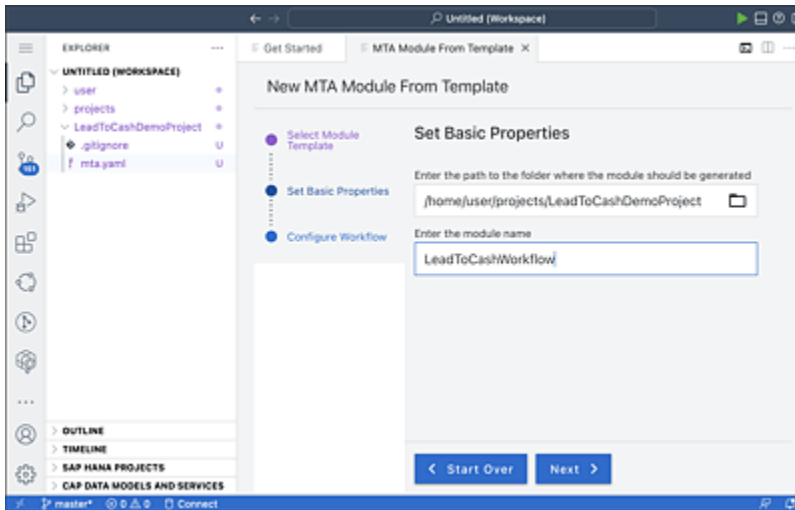 Untitled (Workspace)
EXPLORER
Get Started
MTA Module From Template
UNTITLED (WORKSPACE)
user
projects
LeadToCashDemoProject
.gitignore U
mta.yaml U
161
New MTA Module From Template
Select Module
Template
Set Basic Properties
Configure Workflow
Set Basic Properties
Enter the path to the folder where the module should be generated
/home/user/projects/LeadToCashDemoProject
Enter the module name
LeadToCashWorkflow
Start Over
Next
OUTLINE
TIMELINE
SAP HANA PROJECTS
CAP DATA MODELS AND SERVICES
master* 0 0 Connect